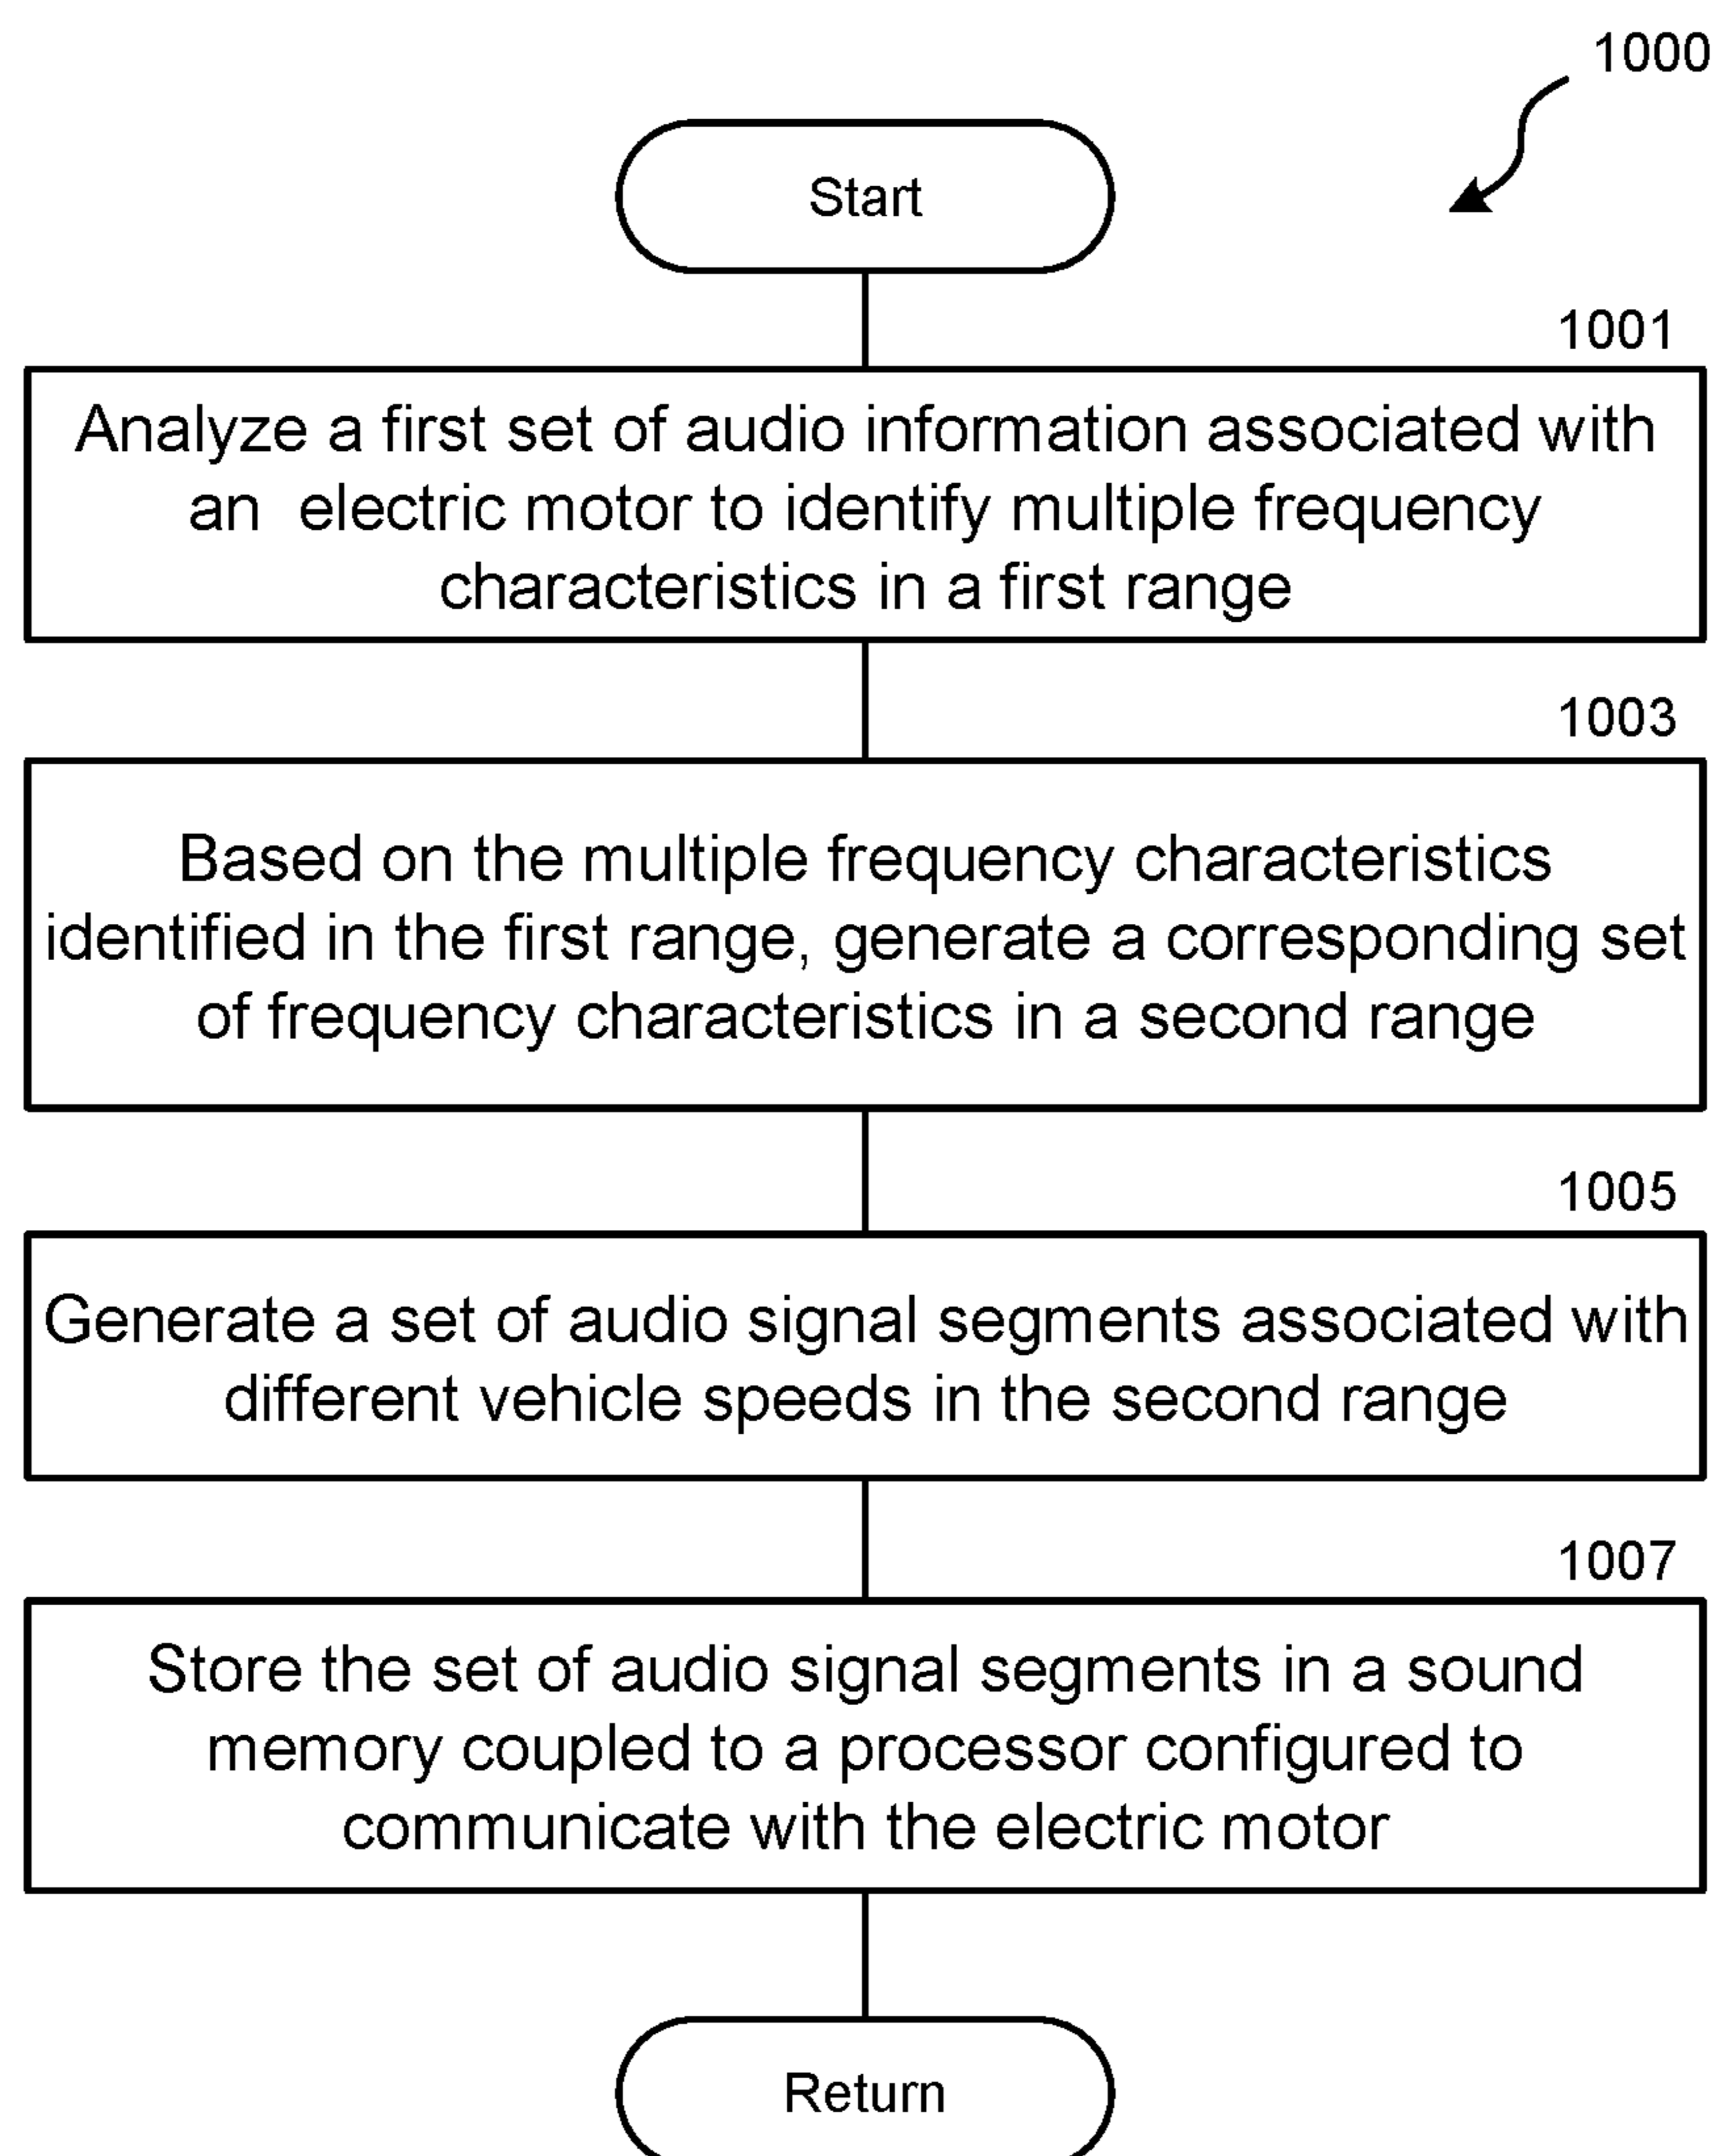 1000
Start
1001
Analyze a first set of audio information associated with
an electric motor to identify multiple frequency
characteristics in a first range
1003
Based on the multiple frequency characteristics
identified in the first range, generate a corresponding set
of frequency characteristics in a second range
1005
Generate a set of audio signal segments associated with
different vehicle speeds in the second range
1007
Store the set of audio signal segments in a sound
memory coupled to a processor configured to
communicate with the electric motor
Return